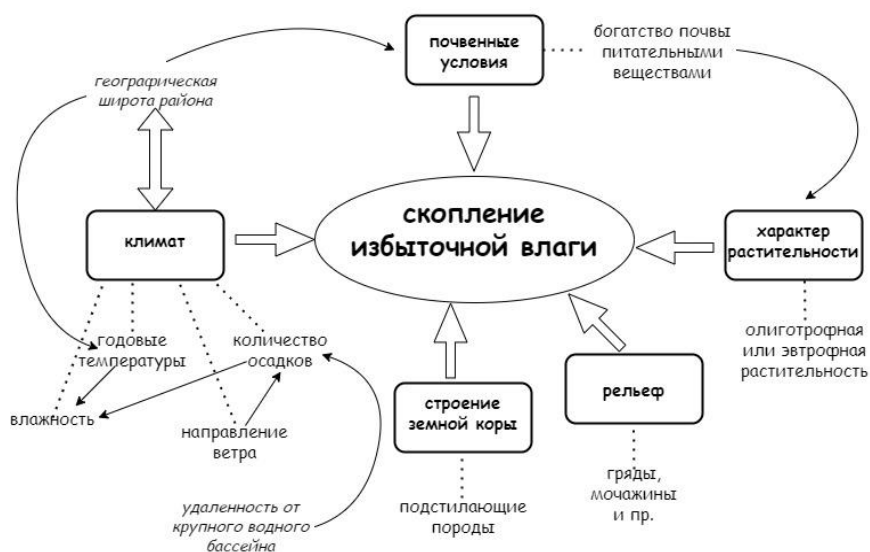 почвенные
условия
богатство почвы
питательными
веществами
географическая
широта района
скопление
избыточной влаги
климат
характер
растительности
годовые
температуры
количество
осадков
олиготрофная
или эвтрофная
растительность
влажность
направление
ветра
строение
земной коры
рельеф
удаленность от
крупного водного
бассейна
подстилающие
породы
гряды,
мочажины
и пр.